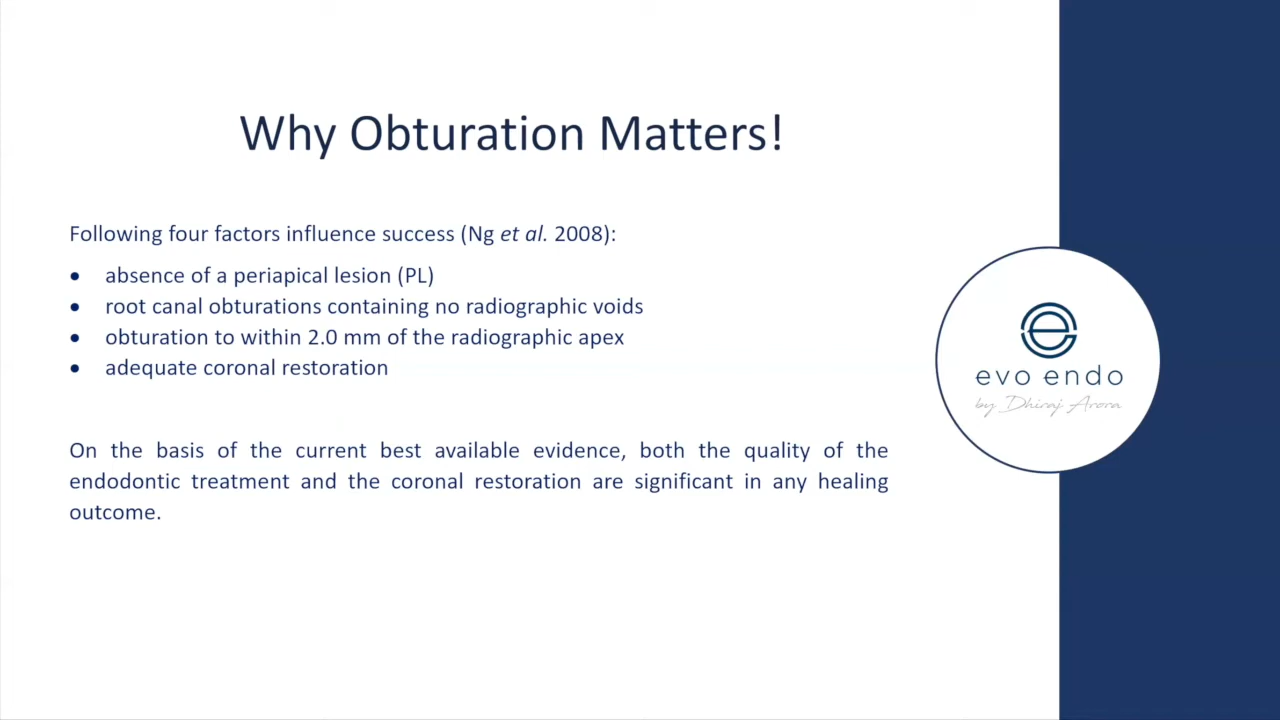 Why Obturation Matters!
Following four factors influence success (Ng et al. 2008):
• absence of a periapical lesion (PL)
• root canal obturations containing no radiographic voids
• obturation to within 2.0 mm of the radiographic apex
• adequate coronal restoration
On the basis of the current best available evidence, both the quality of the
endodontic treatment and the coronal restoration are significant in any healing
outcome.
evo endo
by Dhiraj Arora